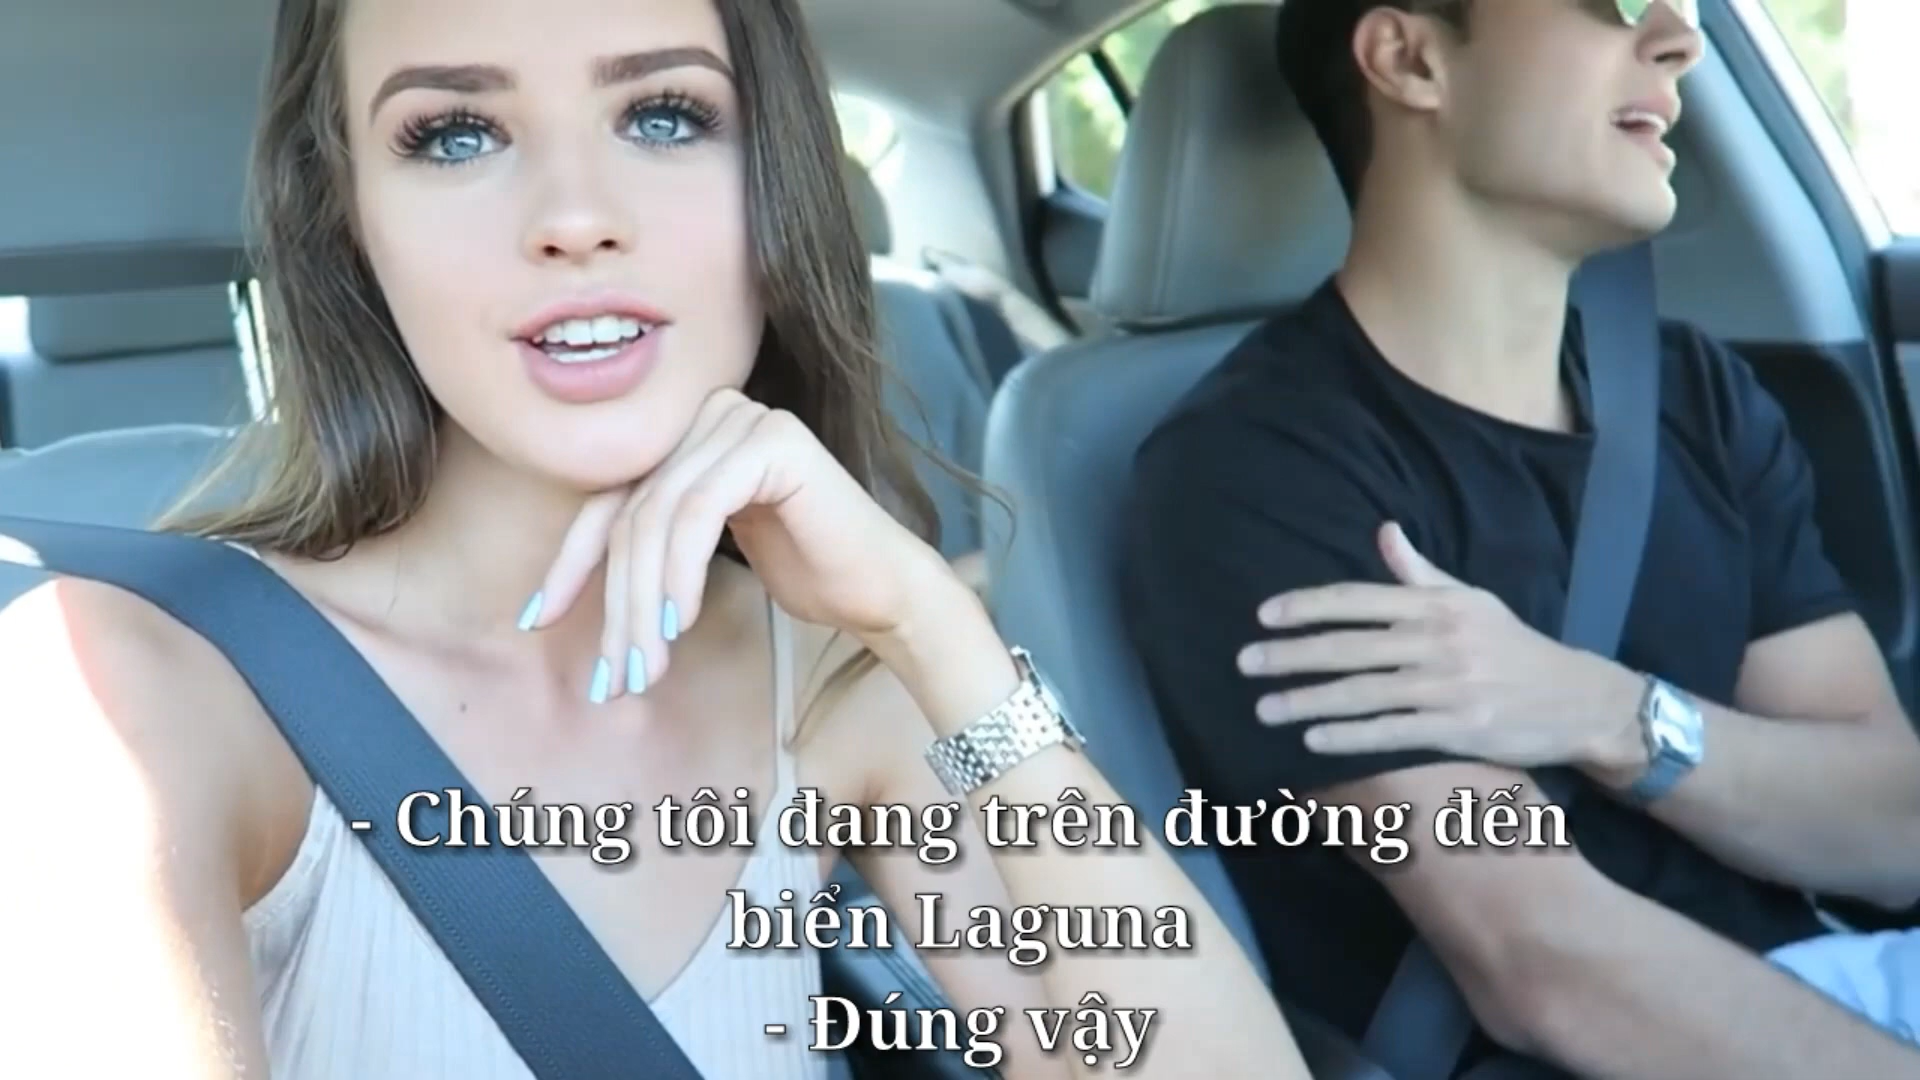 - Chúng tôi đang trên đường đến
biển Laguna
- Đúng vậy